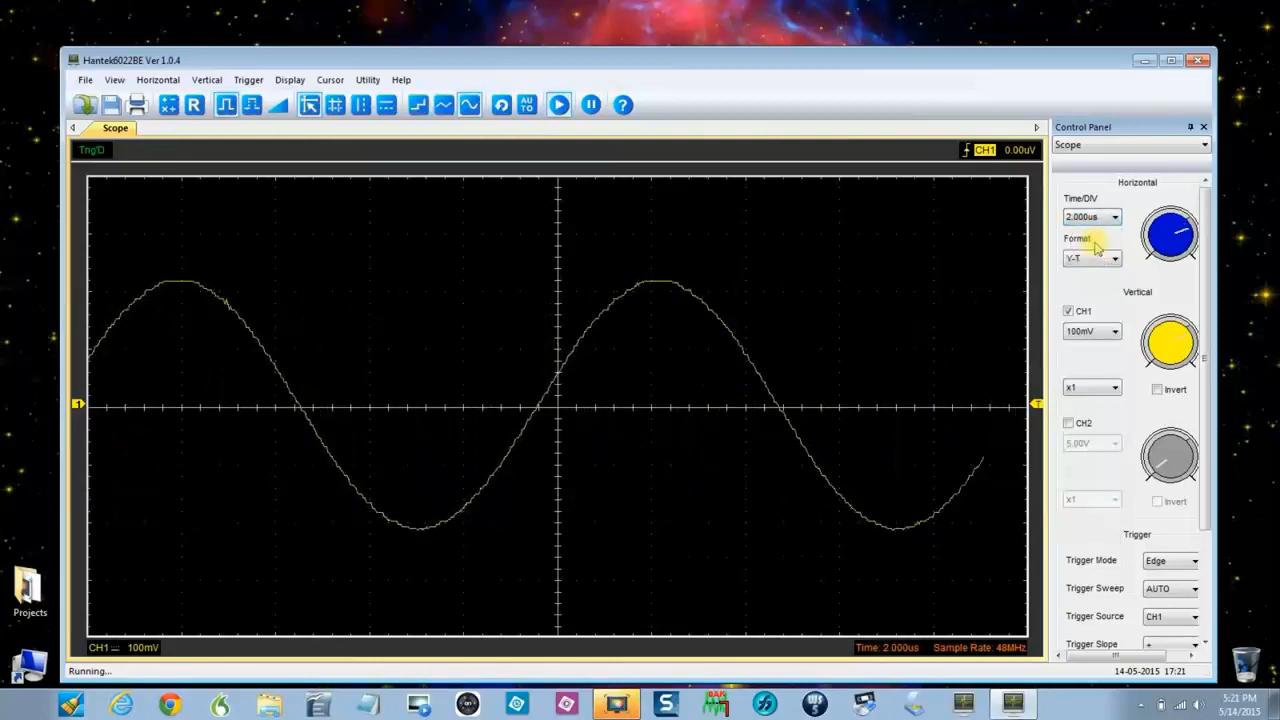 Hantek6022BE Ver 1.0.4
File View Horizontal Vertical Trigger Display Cursor Utility Help
R AU TO ?
Scope
Control Panel
Scope
Trig'D
CH1 0.00uV
Horizontal
Time/DIV
2.000us
Format
Y-T
Vertical
CH1
100mV
x1
Invert
CH2
5.00V
x1
Invert
1
T
Trigger
Trigger Mode Edge
Trigger Sweep AUTO
Trigger Source CH1
Trigger Slope +
CH1 100mV
Time: 2.000us Sample Rate: 48MHz
Running...
14-05-2015 17:21
Projects
5:21 PM
5/14/2015